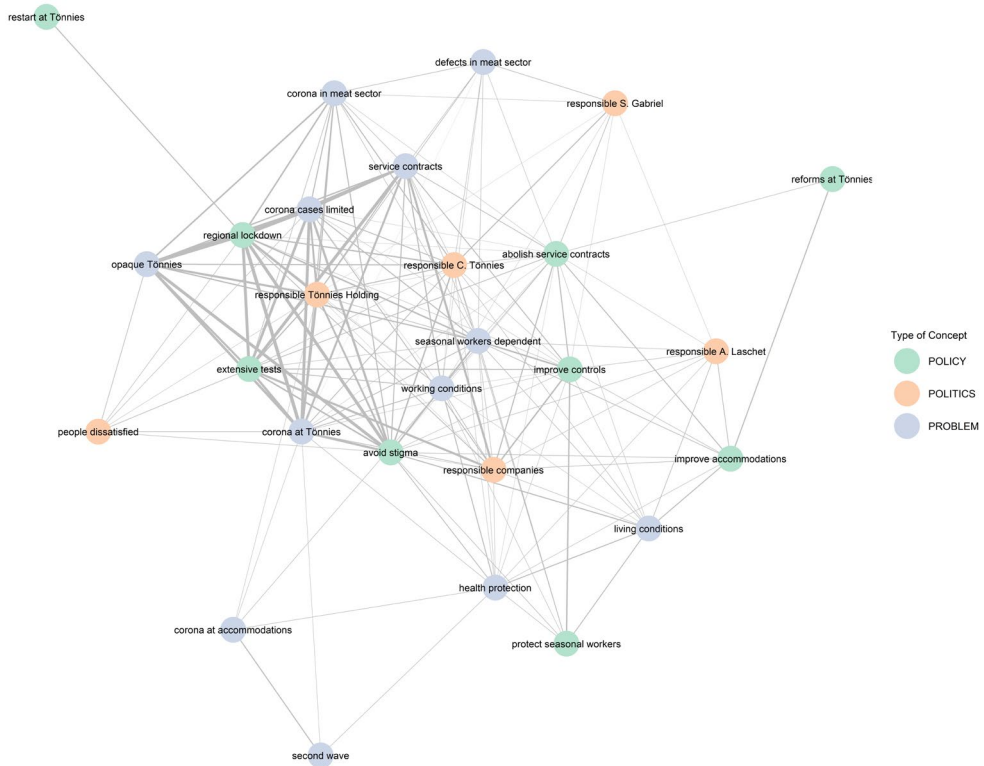 restart at Tönnies
defects in meat sector
corona in meat sector
responsible S. Gabriel
service contracts
reforms at Tönnies
corona cases limited
regional lockdown
abolish service contracts
opaque Tönnies
responsible C. Tönnies
responsible Tönnies Holding
seasonal workers dependent
responsible A. Laschet
extensive tests
improve controls
working conditions
people dissatisfied
corona at Tönnies
avoid stigma
responsible companies
improve accommodations
living conditions
health protection
corona at accommodations
protect seasonal workers
second wave
Type of Concept
POLICY
POLITICS
PROBLEM